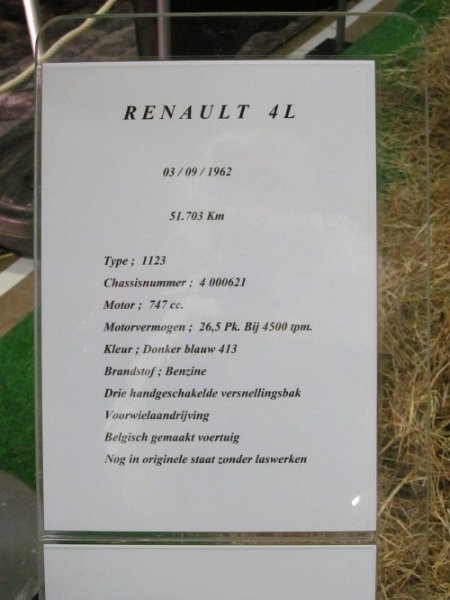 RENAULT 4L
03 / 09 / 1962
51.703 Km
Type ; 1123
Chassisnummer ; 4 000621
Motor ; 747 cc.
Motorvermogen ; 26,5 Pk. Bij 4500 tpm.
Kleur ; Donker blauw 413
Brandstof ; Benzine
Drie handgeschakelde versnellingsbak
Voorwielaandrijving
Belgisch gemaakt voertuig
Nog in originele staat zonder laswerken